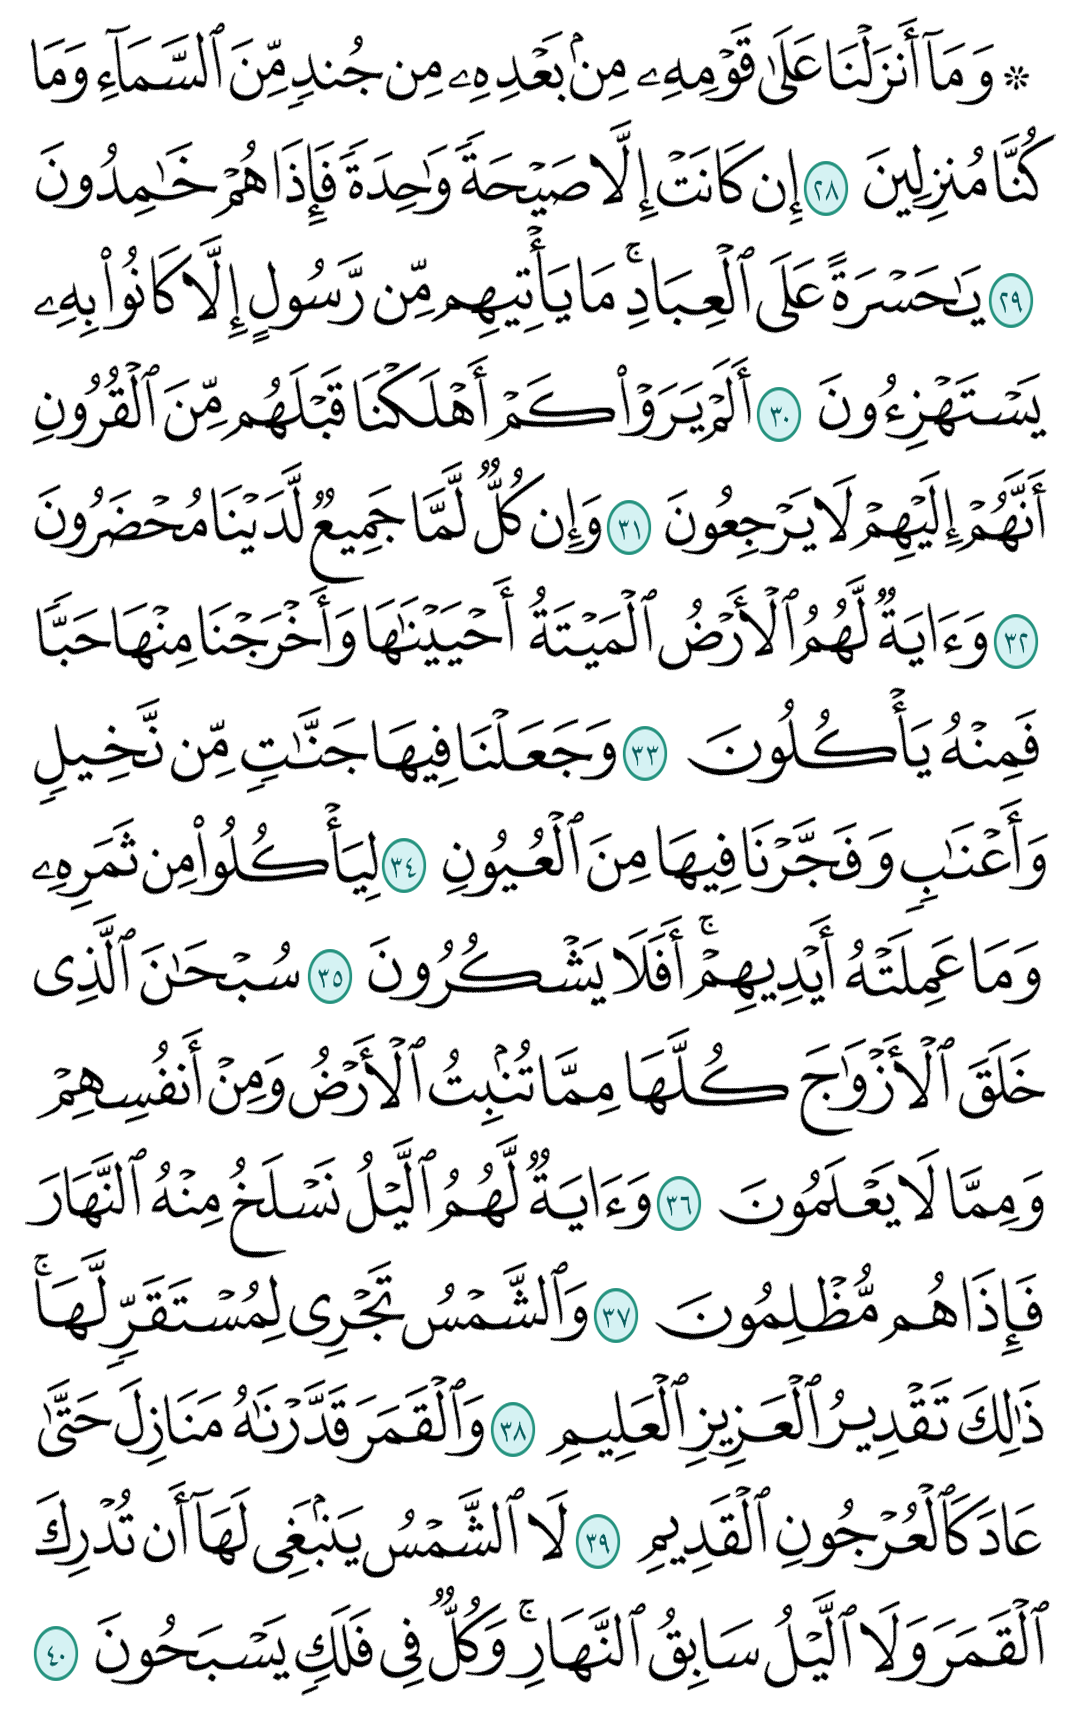 ۞ وَمَآ أَنزَلْنَا عَلَىٰ قَوْمِهِۦ مِنۢ بَعْدِهِۦ مِن جُندٍ مِّنَ ٱلسَّمَآءِ وَمَا
كُنَّا مُنزِلِينَ ٢٨ إِن كَانَتْ إِلَّا صَيْحَةً وَٰحِدَةً فَإِذَا هُمْ خَٰمِدُونَ
٢٩ يَٰحَسْرَةً عَلَى ٱلْعِبَادِ ۚ مَا يَأْتِيهِم مِّن رَّسُولٍ إِلَّا كَانُوا۟ بِهِۦ
يَسْتَهْزِءُونَ ٣٠ أَلَمْ يَرَوْا۟ كَمْ أَهْلَكْنَا قَبْلَهُم مِّنَ ٱلْقُرُونِ
أَنَّهُمْ إِلَيْهِمْ لَا يَرْجِعُونَ ٣١ وَإِن كُلٌّ لَّمَّا جَمِيعٌ لَّدَيْنَا مُحْضَرُونَ
٣٢ وَءَايَةٌ لَّهُمُ ٱلْأَرْضُ ٱلْمَيْتَةُ أَحْيَيْنَٰهَا وَأَخْرَجْنَا مِنْهَا حَبًّا
فَمِنْهُ يَأْكُلُونَ ٣٣ وَجَعَلْنَا فِيهَا جَنَّٰتٍ مِّن نَّخِيلٍ
وَأَعْنَٰبٍ وَفَجَّرْنَا فِيهَا مِنَ ٱلْعُيُونِ ٣٤ لِيَأْكُلُوا۟ مِن ثَمَرِهِۦ
وَمَا عَمِلَتْهُ أَيْدِيهِمْ ۚ أَفَلَا يَشْكُرُونَ ٣٥ سُبْحَٰنَ ٱلَّذِى
خَلَقَ ٱلْأَزْوَٰجَ كُلَّهَا مِمَّا تُنۢبِتُ ٱلْأَرْضُ وَمِنْ أَنفُسِهِمْ
وَمِمَّا لَا يَعْلَمُونَ ٣٦ وَءَايَةٌ لَّهُمُ ٱلَّيْلُ نَسْلَخُ مِنْهُ ٱلنَّهَارَ
فَإِذَا هُم مُّظْلِمُونَ ٣٧ وَٱلشَّمْسُ تَجْرِى لِمُسْتَقَرٍّ لَّهَا ۚ
ذَٰلِكَ تَقْدِيرُ ٱلْعَزِيزِ ٱلْعَلِيمِ ٣٨ وَٱلْقَمَرَ قَدَّرْنَٰهُ مَنَازِلَ حَتَّىٰ
عَادَ كَٱلْعُرْجُونِ ٱلْقَدِيمِ ٣٩ لَا ٱلشَّمْسُ يَنۢبَغِى لَهَآ أَن تُدْرِكَ
ٱلْقَمَرَ وَلَا ٱلَّيْلُ سَابِقُ ٱلنَّهَارِ ۚ وَكُلٌّ فِى فَلَكٍ يَسْبَحُونَ ٤٠